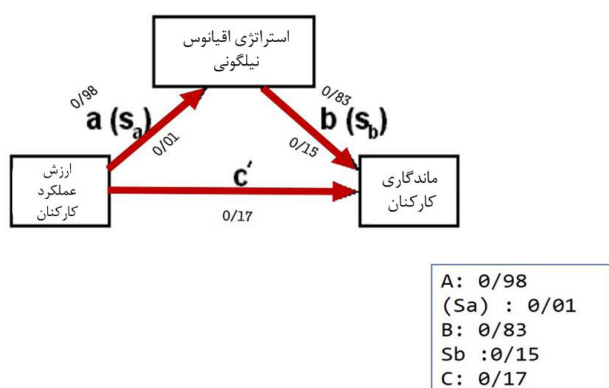 استراتژی اقیانوس
نیلگونی
0/98
a (sa)
0/01
0/83
b (sb)
0/15
ارزش
عملکرد
کارکنان
c′
0/17
ماندگاری
کارکنان
A: 0/98
(Sa) : 0/01
B: 0/83
Sb :0/15
C: 0/17